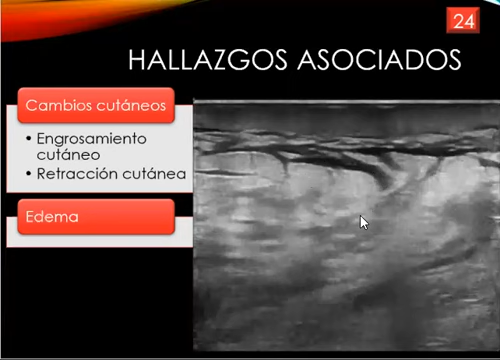 24
HALLAZGOS ASOCIADOS
Cambios cutáneos
• Engrosamiento
cutáneo
• Retracción cutánea
Edema